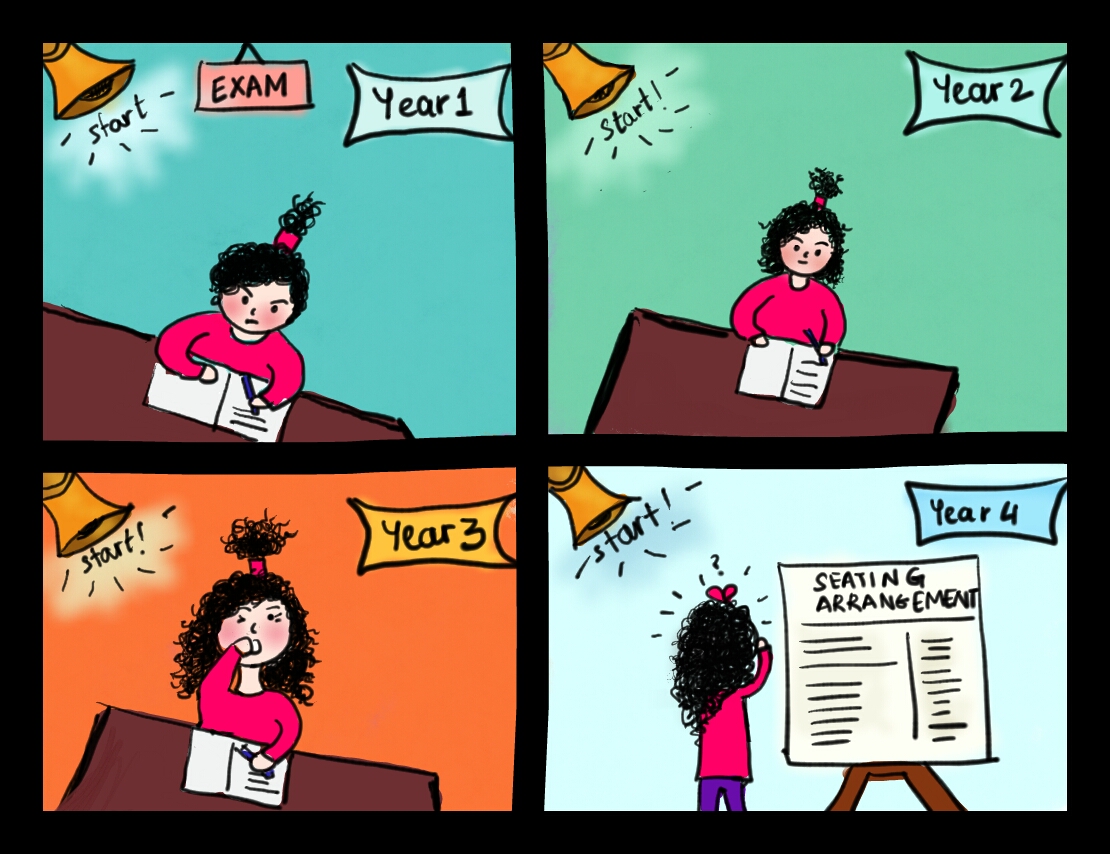 EXAM
Year 1
start
Year 2
start!
Year 3
start!
Year 4
start!
?
SEATING
ARRANGEMENT